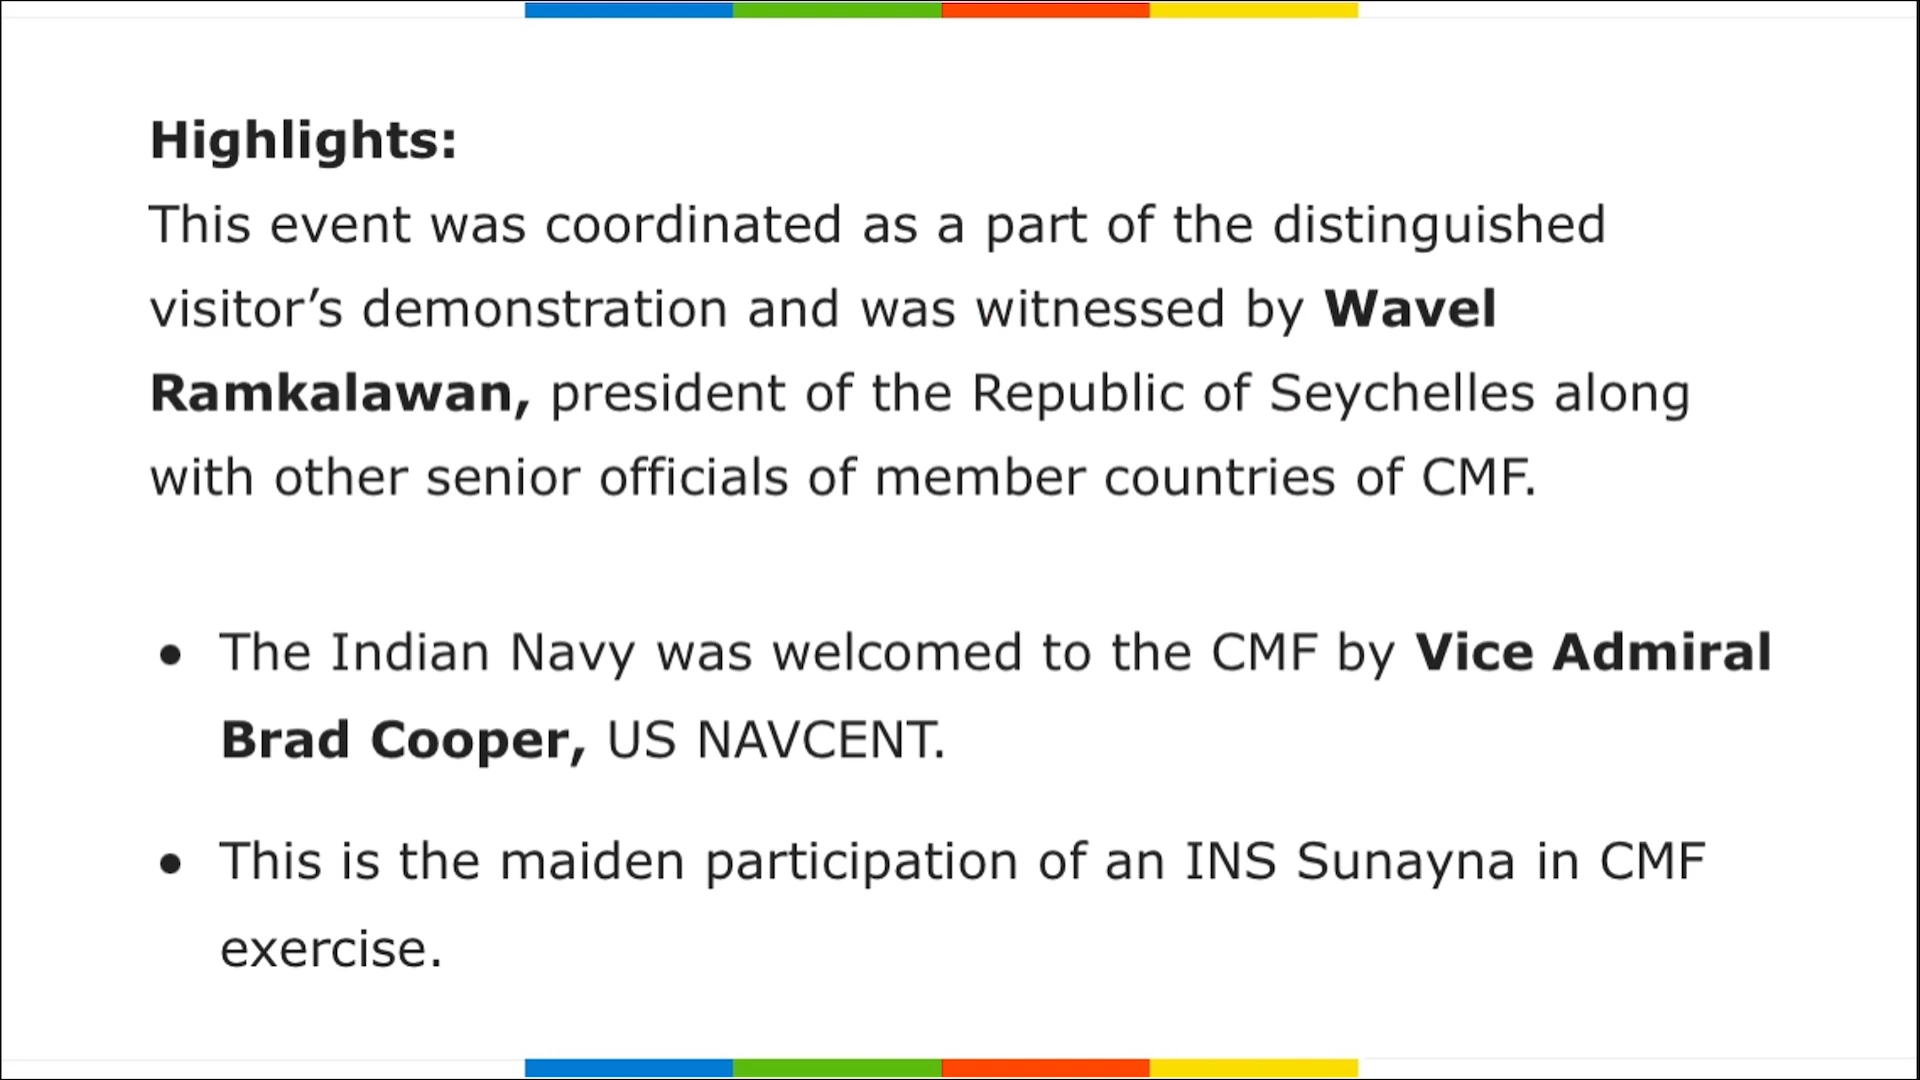 Highlights:
This event was coordinated as a part of the distinguished
visitor’s demonstration and was witnessed by Wavel
Ramkalawan, president of the Republic of Seychelles along
with other senior officials of member countries of CMF.
• The Indian Navy was welcomed to the CMF by Vice Admiral
Brad Cooper, US NAVCENT.
• This is the maiden participation of an INS Sunayna in CMF
exercise.